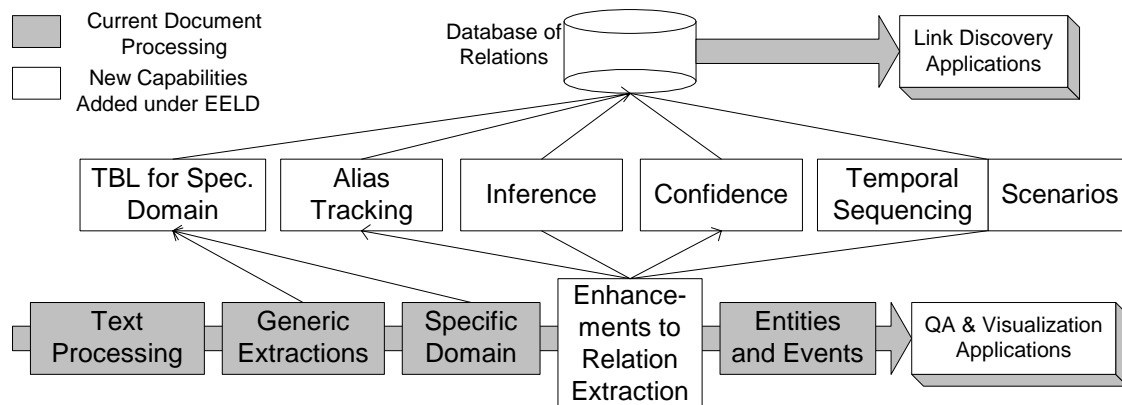 Current Document
Processing
New Capabilities
Added under EELD
Database of
Relations
Link Discovery
Applications
TBL for Spec.
Domain
Alias
Tracking
Inference
Confidence
Temporal
Sequencing
Scenarios
Text
Processing
Generic
Extractions
Specific
Domain
Enhance-
ments to
Relation
Extraction
Entities
and Events
QA & Visualization
Applications